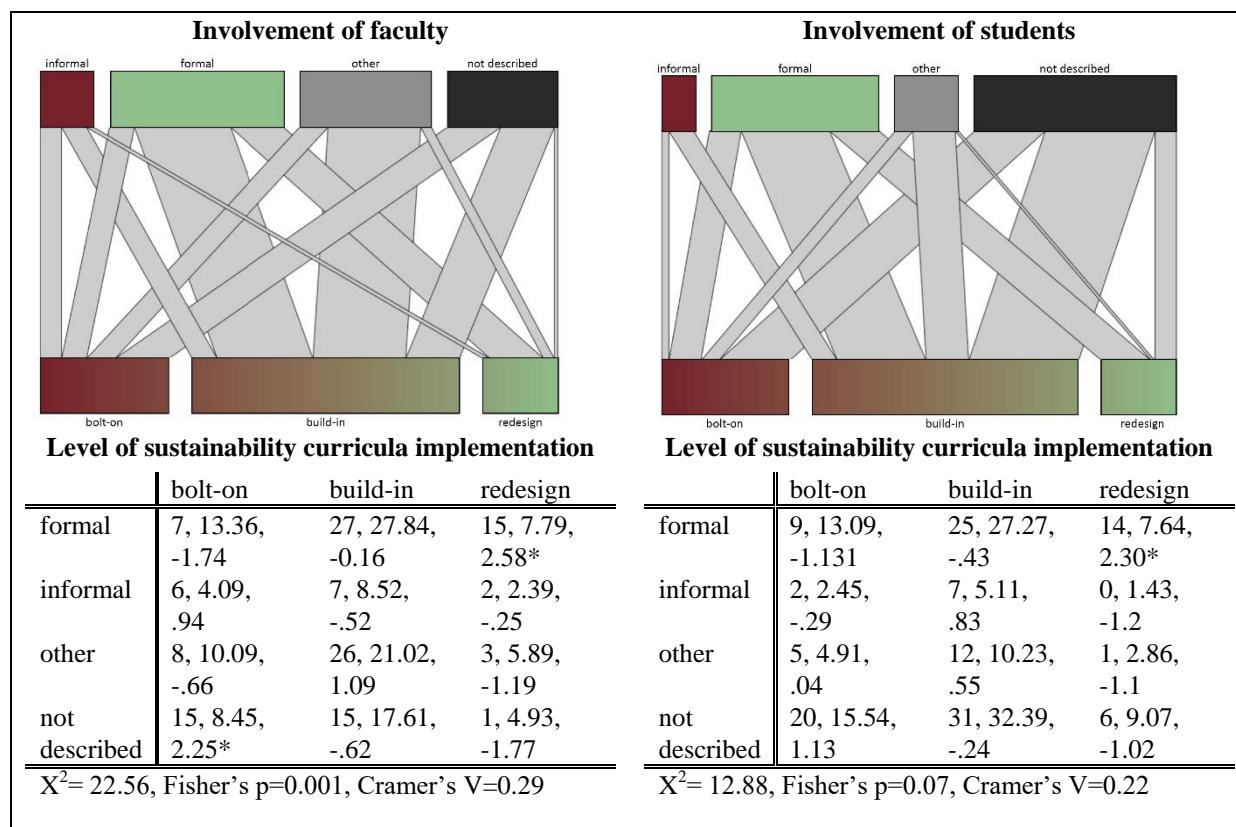 Involvement of faculty
informal formal other not described
bolt-on build-in redesign
Level of sustainability curricula implementation
bolt-on build-in redesign
formal 7, 13.36, 27, 27.84, 15, 7.79,
-1.74 -0.16 2.58*
informal 6, 4.09, 7, 8.52, 2, 2.39,
.94 -.52 -.25
other 8, 10.09, 26, 21.02, 3, 5.89,
-.66 1.09 -1.19
not 15, 8.45, 15, 17.61, 1, 4.93,
described 2.25* -.62 -1.77
X²= 22.56, Fisher's p=0.001, Cramer's V=0.29
Involvement of students
informal formal other not described
bolt-on build-in redesign
Level of sustainability curricula implementation
bolt-on build-in redesign
formal 9, 13.09, 25, 27.27, 14, 7.64,
-1.131 -.43 2.30*
informal 2, 2.45, 7, 5.11, 0, 1.43,
-.29 .83 -1.2
other 5, 4.91, 12, 10.23, 1, 2.86,
.04 .55 -1.1
not 20, 15.54, 31, 32.39, 6, 9.07,
described 1.13 -.24 -1.02
X²= 12.88, Fisher's p=0.07, Cramer's V=0.22